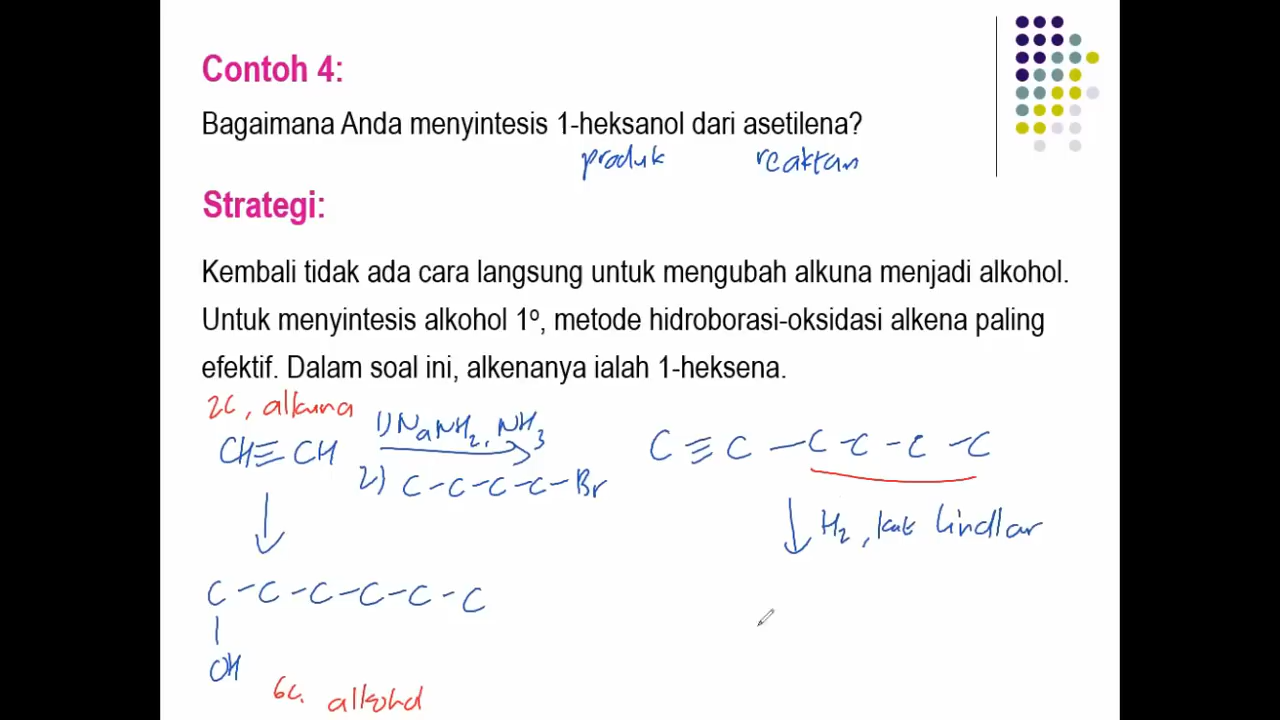 Contoh 4:
Bagaimana Anda menyintesis 1-heksanol dari asetilena?
produk reaktan
Strategi:
Kembali tidak ada cara langsung untuk mengubah alkuna menjadi alkohol.
Untuk menyintesis alkohol 1º, metode hidroborasi-oksidasi alkena paling
efektif. Dalam soal ini, alkenanya ialah 1-heksena.
2C, alkuna
1) NaNH₂, NH₃
CH≡CH
C≡C-C-C-C-C
2) C-C-C-C-Br
H₂, kat lindlar
C-C-C-C-C-C
|
OH
6C. alkohol